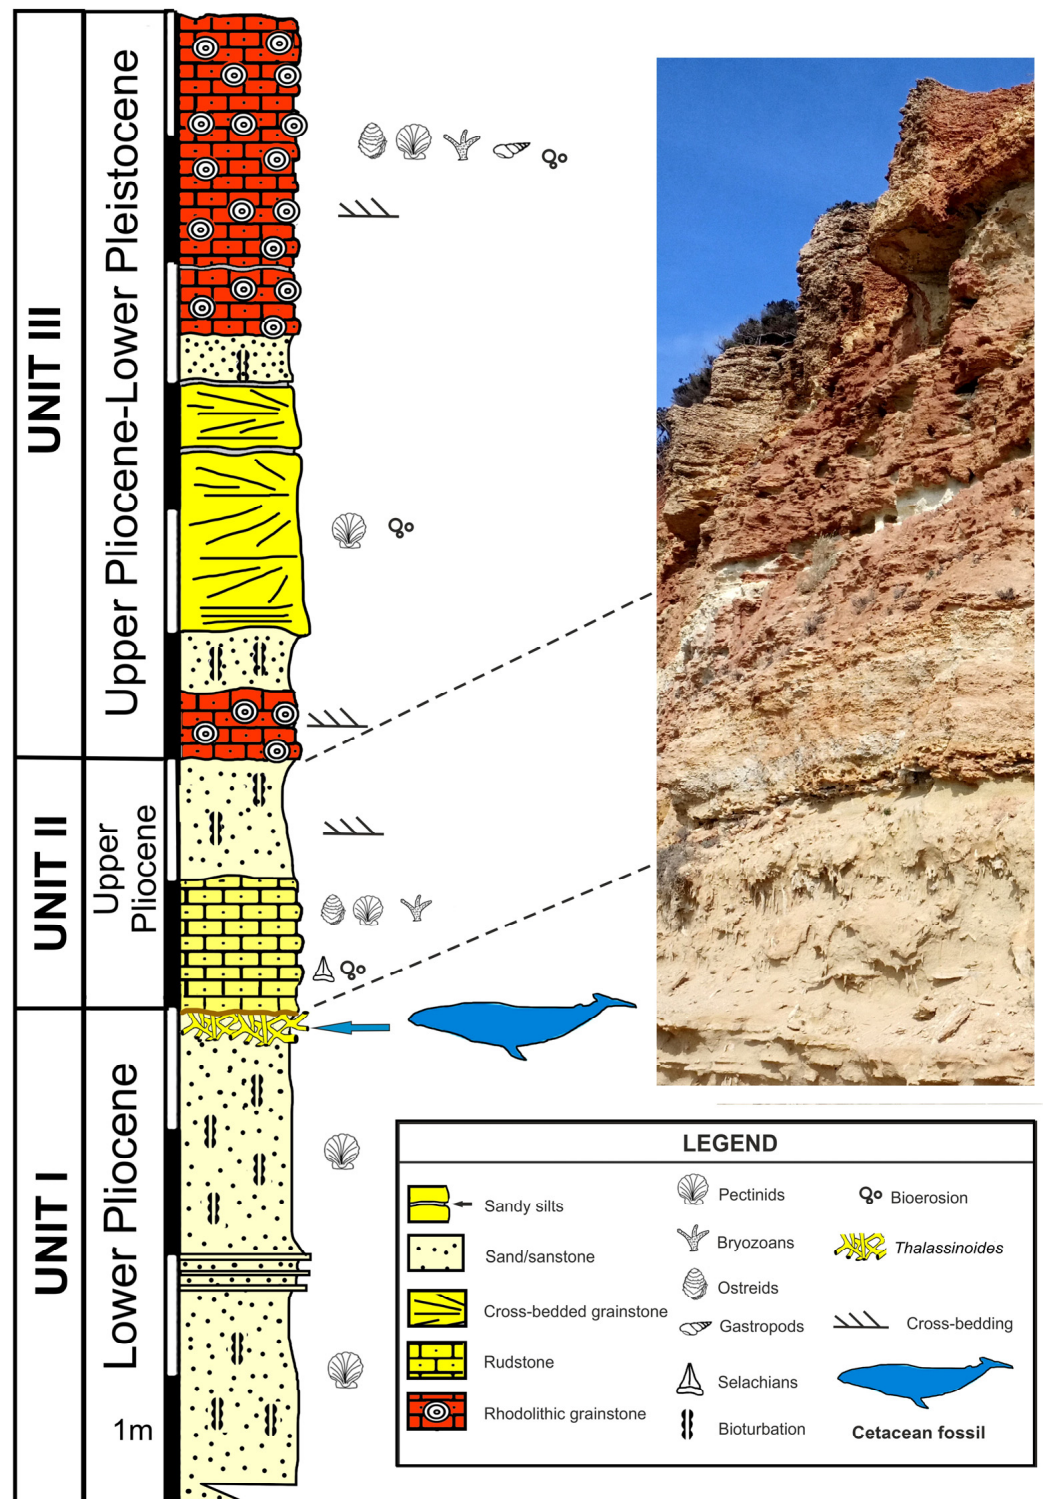 UNIT III
Upper Pliocene-Lower Pleistocene
UNIT II
Upper
Pliocene
UNIT I
Lower Pliocene
1m
LEGEND
Sandy silts
Sand/sanstone
Cross-bedded grainstone
Rudstone
Rhodolithic grainstone
Pectinids
Bryozoans
Ostreids
Gastropods
Selachians
Bioturbation
Bioerosion
Thalassinoides
Cross-bedding
Cetacean fossil